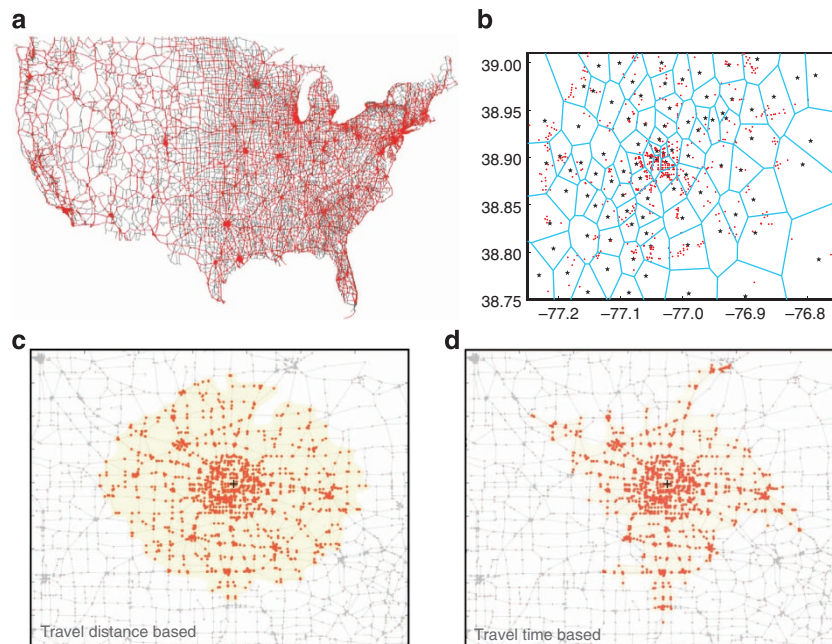 a
b
39.00
38.95
38.90
38.85
38.80
38.75
−77.2 −77.1 −77.0 −76.9 −76.8
c
Travel distance based
d
Travel time based